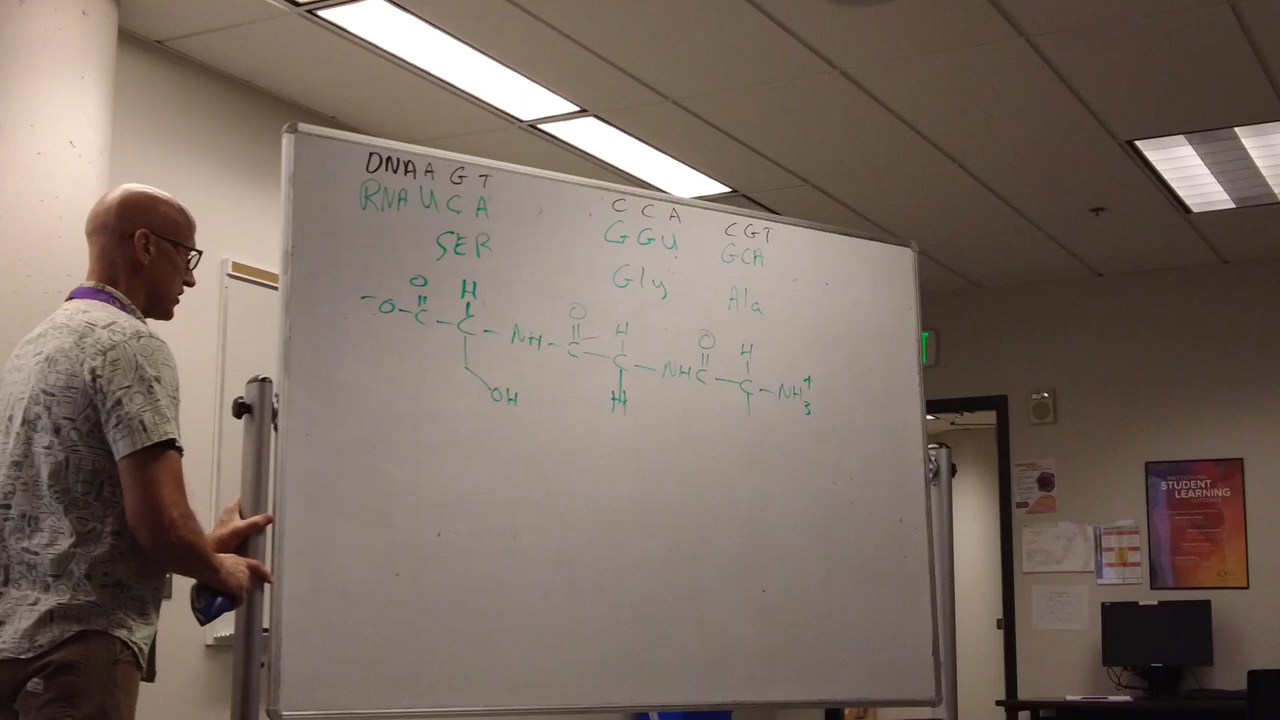 DNA A G T
RNA U C A
SER
C C A
G G U
Gly
C G T
G C A
Ala
O H O H O H
⁻O-C-C-NH-C-C-NH C-C-NH₃⁺
OH H
STUDENT
LEARNING